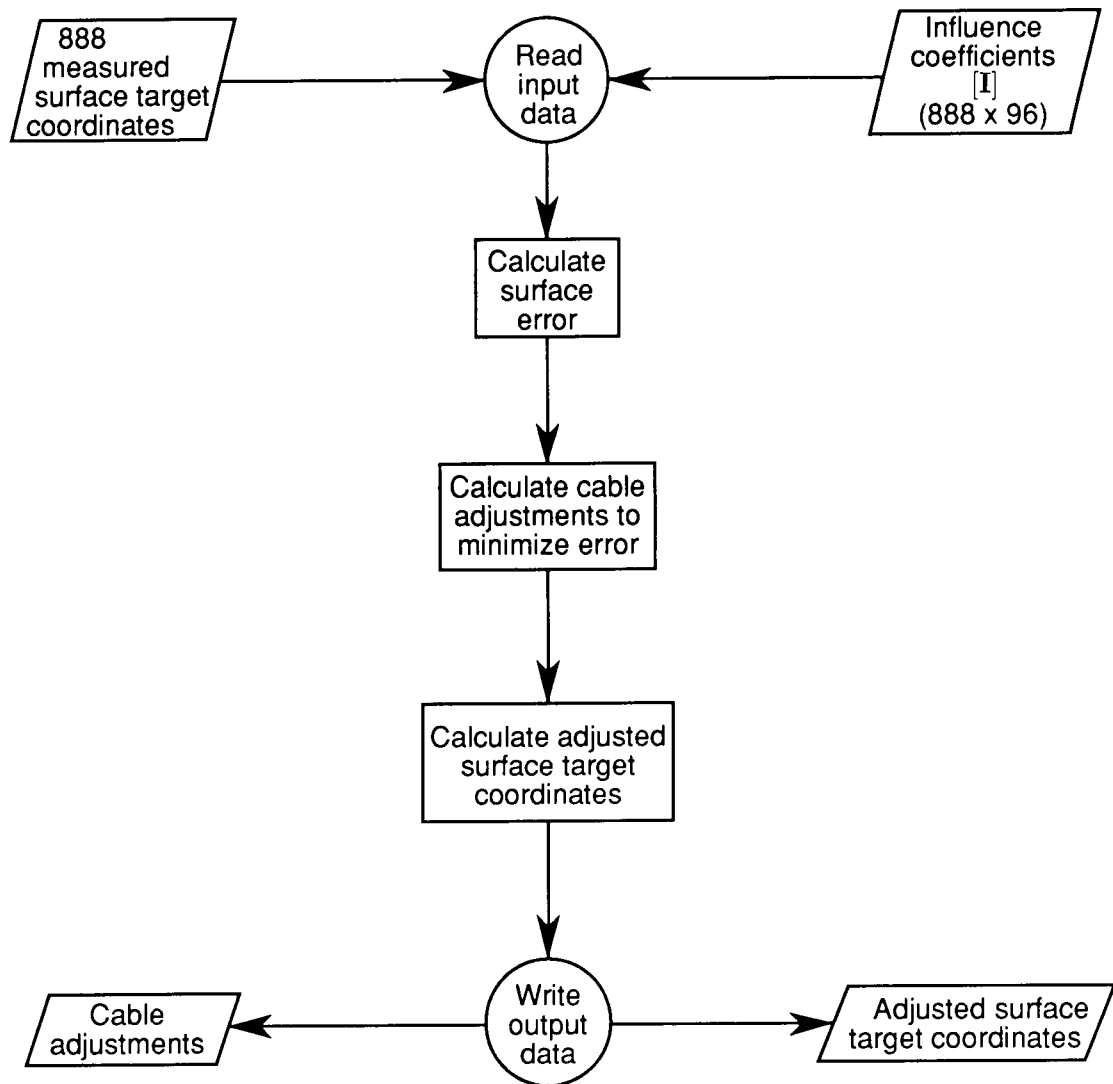 888
measured
surface target
coordinates
Read
input
data
Influence
coefficients
[I]
(888 x 96)
Calculate
surface
error
Calculate cable
adjustments to
minimize error
Calculate adjusted
surface target
coordinates
Cable
adjustments
Write
output
data
Adjusted surface
target coordinates